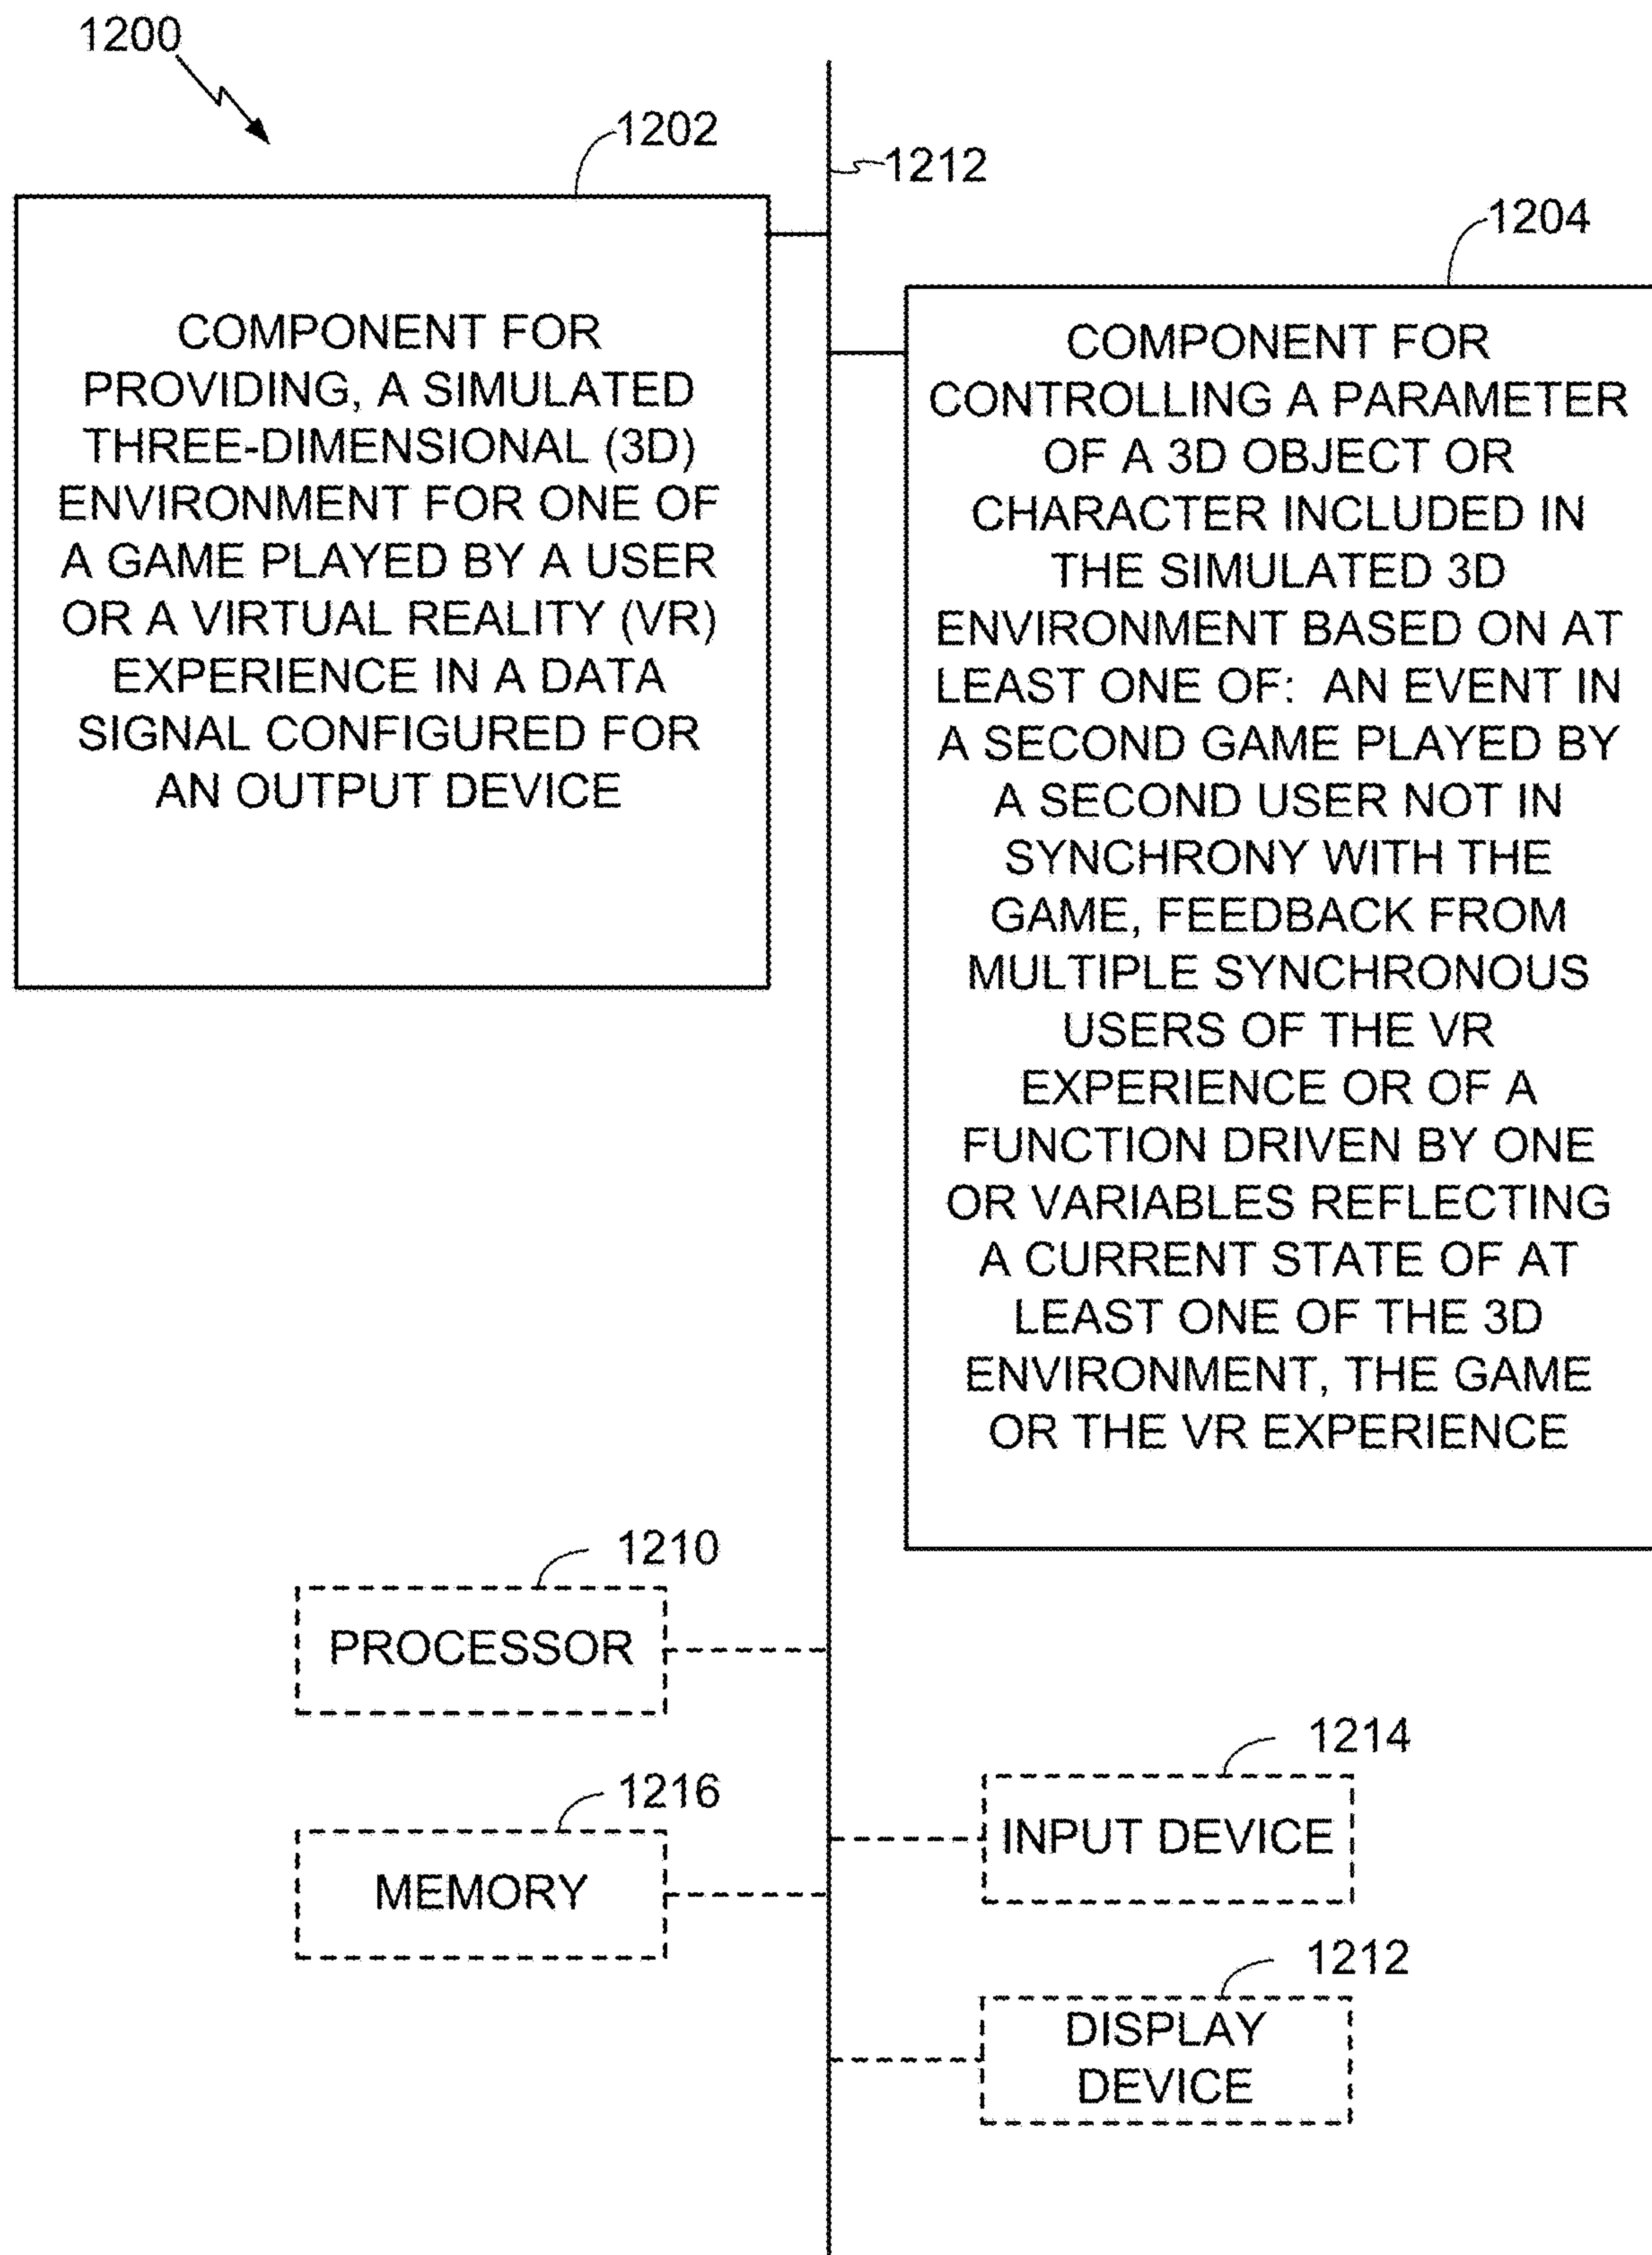 1200
1202
1212
1204
COMPONENT FOR
PROVIDING, A SIMULATED
THREE-DIMENSIONAL (3D)
ENVIRONMENT FOR ONE OF
A GAME PLAYED BY A USER
OR A VIRTUAL REALITY (VR)
EXPERIENCE IN A DATA
SIGNAL CONFIGURED FOR
AN OUTPUT DEVICE
COMPONENT FOR
CONTROLLING A PARAMETER
OF A 3D OBJECT OR
CHARACTER INCLUDED IN
THE SIMULATED 3D
ENVIRONMENT BASED ON AT
LEAST ONE OF: AN EVENT IN
A SECOND GAME PLAYED BY
A SECOND USER NOT IN
SYNCHRONY WITH THE
GAME, FEEDBACK FROM
MULTIPLE SYNCHRONOUS
USERS OF THE VR
EXPERIENCE OR OF A
FUNCTION DRIVEN BY ONE
OR VARIABLES REFLECTING
A CURRENT STATE OF AT
LEAST ONE OF THE 3D
ENVIRONMENT, THE GAME
OR THE VR EXPERIENCE
1210
PROCESSOR
1214
INPUT DEVICE
1216
MEMORY
1212
DISPLAY
DEVICE